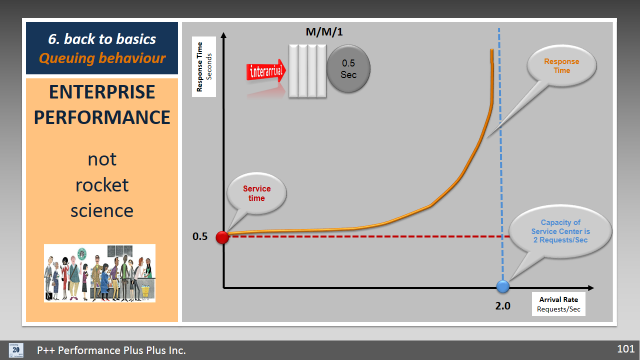 6. back to basics
Queuing behaviour
ENTERPRISE
PERFORMANCE
not
rocket
science
Response Time
Seconds
M/M/1
interarrival
0.5
Sec
Response
Time
Service
time
0.5
Capacity of
Service Center is
2 Requests/Sec
2.0
Arrival Rate
Requests/Sec
20
P++ Performance Plus Plus Inc.
101